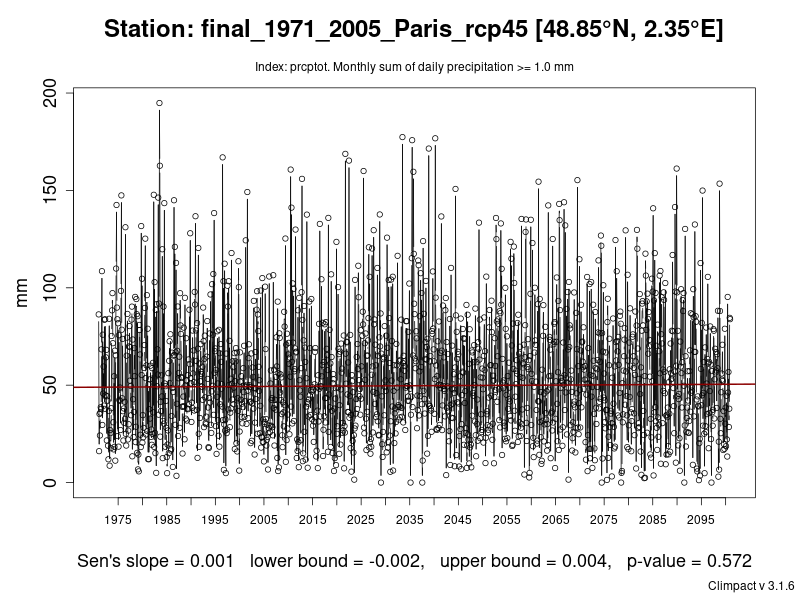 Station: final_1971_2005_Paris_rcp45 [48.85°N, 2.35°E]
Index: prcptot. Monthly sum of daily precipitation >= 1.0 mm
200
150
100
50
0
mm
1975 1985 1995 2005 2015 2025 2035 2045 2055 2065 2075 2085 2095
Sen's slope = 0.001 lower bound = -0.002, upper bound = 0.004, p-value = 0.572
Climpact v 3.1.6